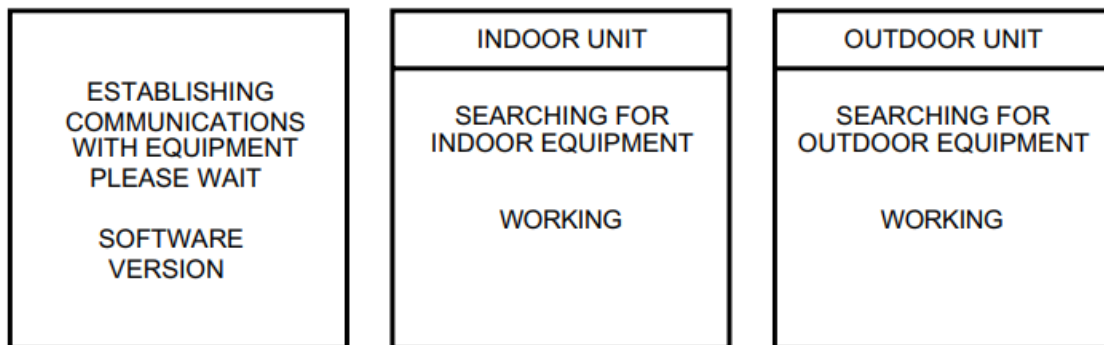 ESTABLISHING
COMMUNICATIONS
WITH EQUIPMENT
PLEASE WAIT
SOFTWARE
VERSION
INDOOR UNIT
SEARCHING FOR
INDOOR EQUIPMENT
WORKING
OUTDOOR UNIT
SEARCHING FOR
OUTDOOR EQUIPMENT
WORKING